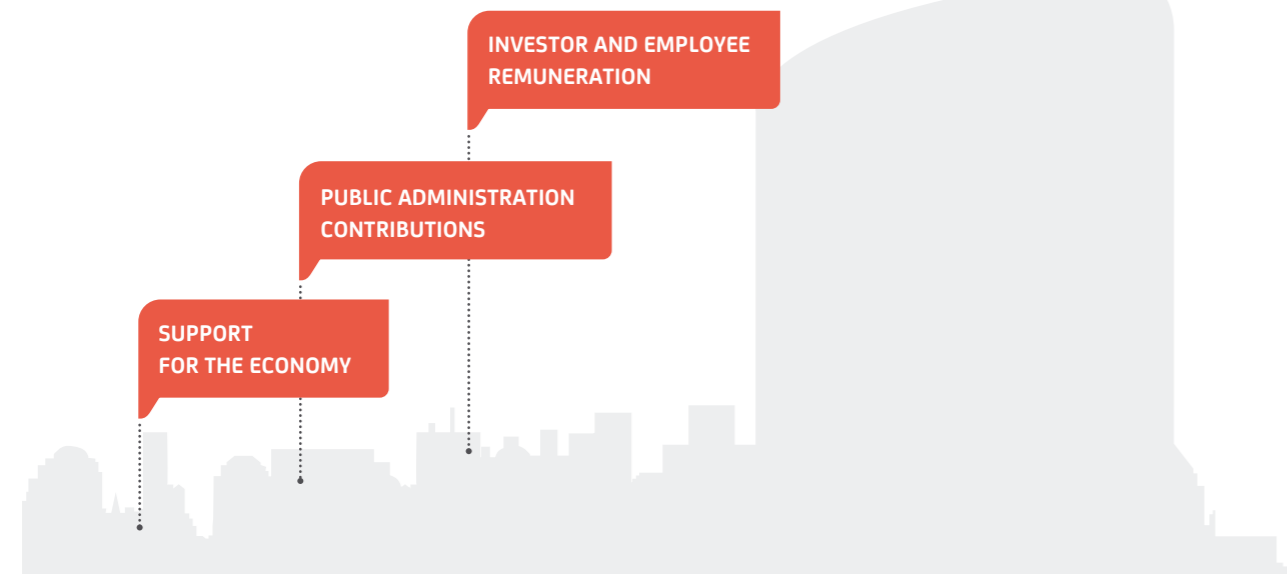 INVESTOR AND EMPLOYEE
REMUNERATION
PUBLIC ADMINISTRATION
CONTRIBUTIONS
SUPPORT
FOR THE ECONOMY